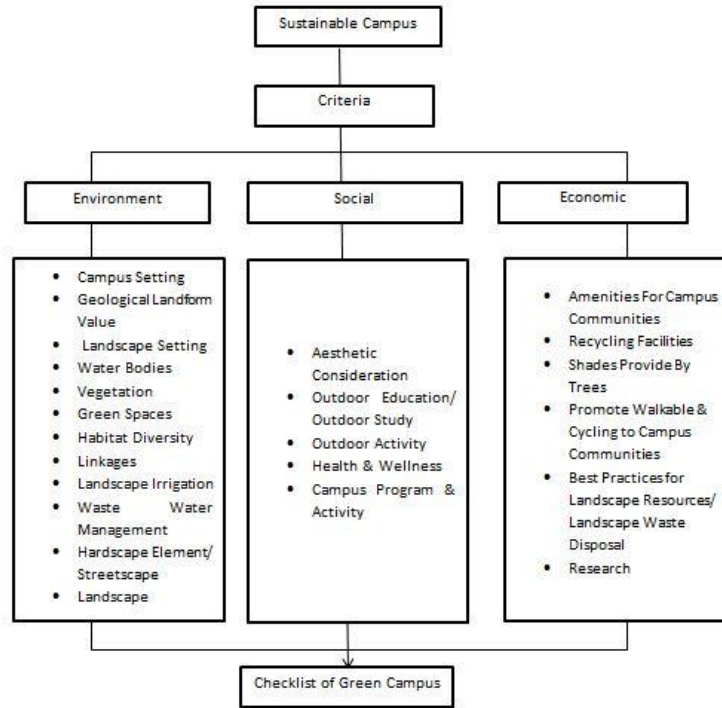 Sustainable Campus
Criteria
Environment
Social
Economic
Campus Setting
Geological Landform
Value
Landscape Setting
Water Bodies
Vegetation
Green Spaces
Habitat Diversity
Linkages
Landscape Irrigation
Waste Water
Management
Hardscape Element/
Streetscape
Landscape
Aesthetic
Consideration
Outdoor Education/
Outdoor Study
Outdoor Activity
Health & Wellness
Campus Program &
Activity
Amenities For Campus
Communities
Recycling Facilities
Shades Provide By
Trees
Promote Walkable &
Cycling to Campus
Communities
Best Practices for
Landscape Resources/
Landscape Waste
Disposal
Research
Checklist of Green Campus